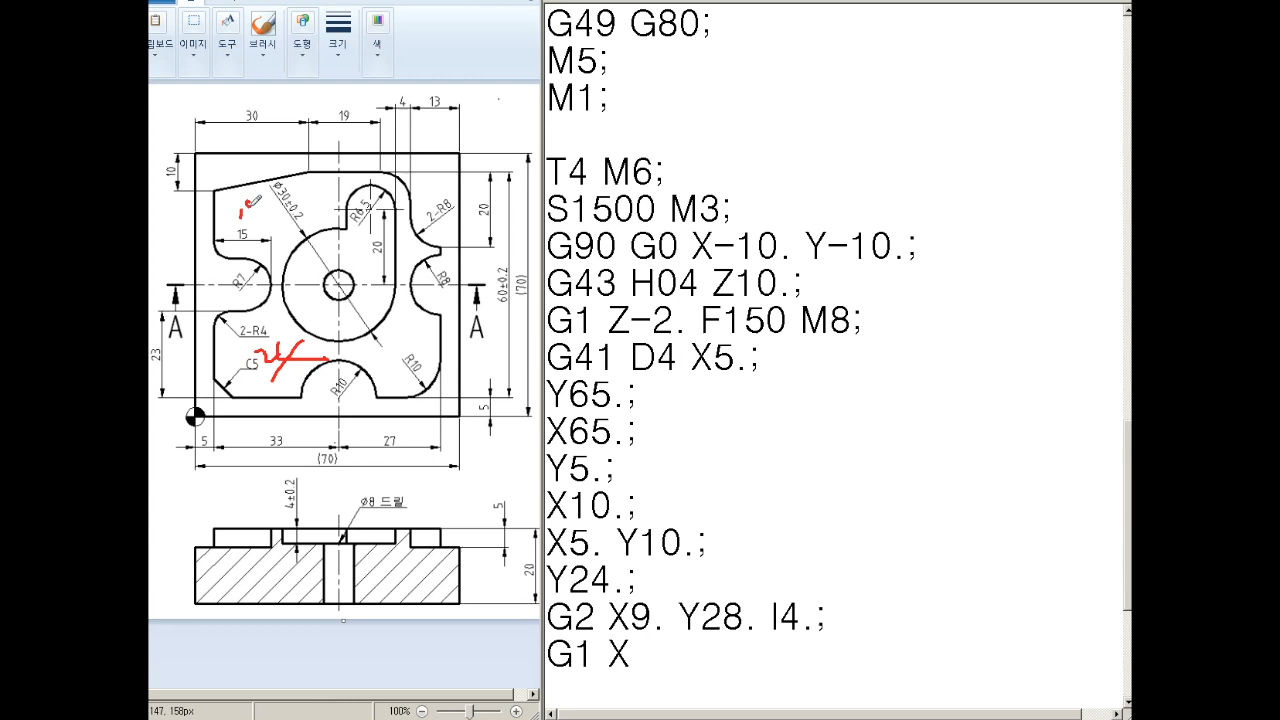 림보드 이미지 도구 브러시 도형 크기 색
4 13
30 19
10
Ø30±0.2
R6.5
2-R8
20
15
20
R7
R8
60±0.2
(70)
A A
2-R4
23
C5
R10
R10
5
5 33 27
(70)
4±0.2
Ø8 드릴
5
20
147, 158px
100%
G49 G80;
M5;
M1;
T4 M6;
S1500 M3;
G90 G0 X-10. Y-10.;
G43 H04 Z10.;
G1 Z-2. F150 M8;
G41 D4 X5.;
Y65.;
X65.;
Y5.;
X10.;
X5. Y10.;
Y24.;
G2 X9. Y28. I4.;
G1 X